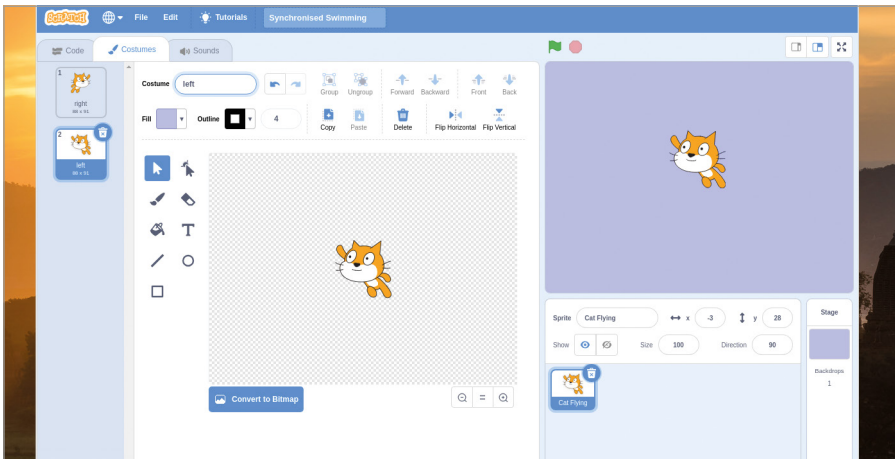 SCRATCH File Edit Tutorials Synchronised Swimming
Code Costumes Sounds
1
right
2
left
Costume left
Group Ungroup Forward Backward Front Back
Fill Outline 4
Copy Paste Delete Flip Horizontal Flip Vertical
T
Convert to Bitmap
Sprite Cat Flying x -3 y 28
Show Size 100 Direction 90
Cat Flying
Stage
Backdrops
1